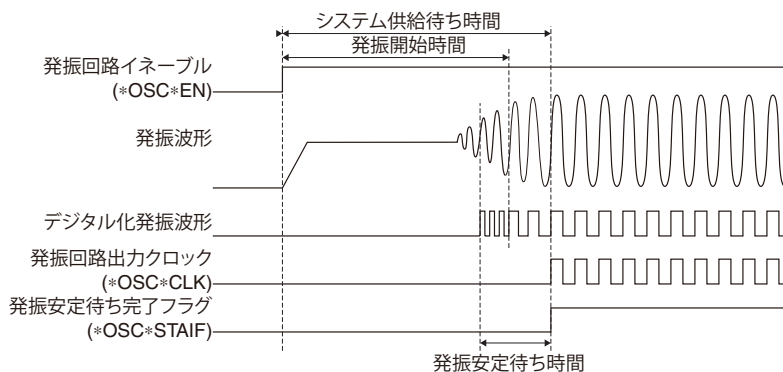 システム供給待ち時間
発振開始時間
発振回路イネーブル
(*OSC*EN)
発振波形
デジタル化発振波形
発振回路出力クロック
(*OSC*CLK)
発振安定待ち完了フラグ
(*OSC*STAIF)
発振安定待ち時間